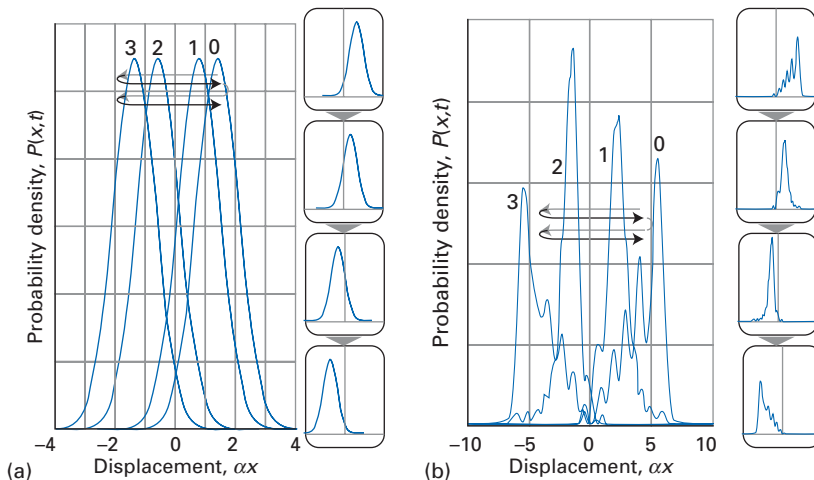 3 2 1 0
Probability density, P(x,t)
−4 −2 0 2 4
(a) Displacement, αx
0
1
2
3
Probability density, P(x,t)
−10 −5 0 5 10
(b) Displacement, αx